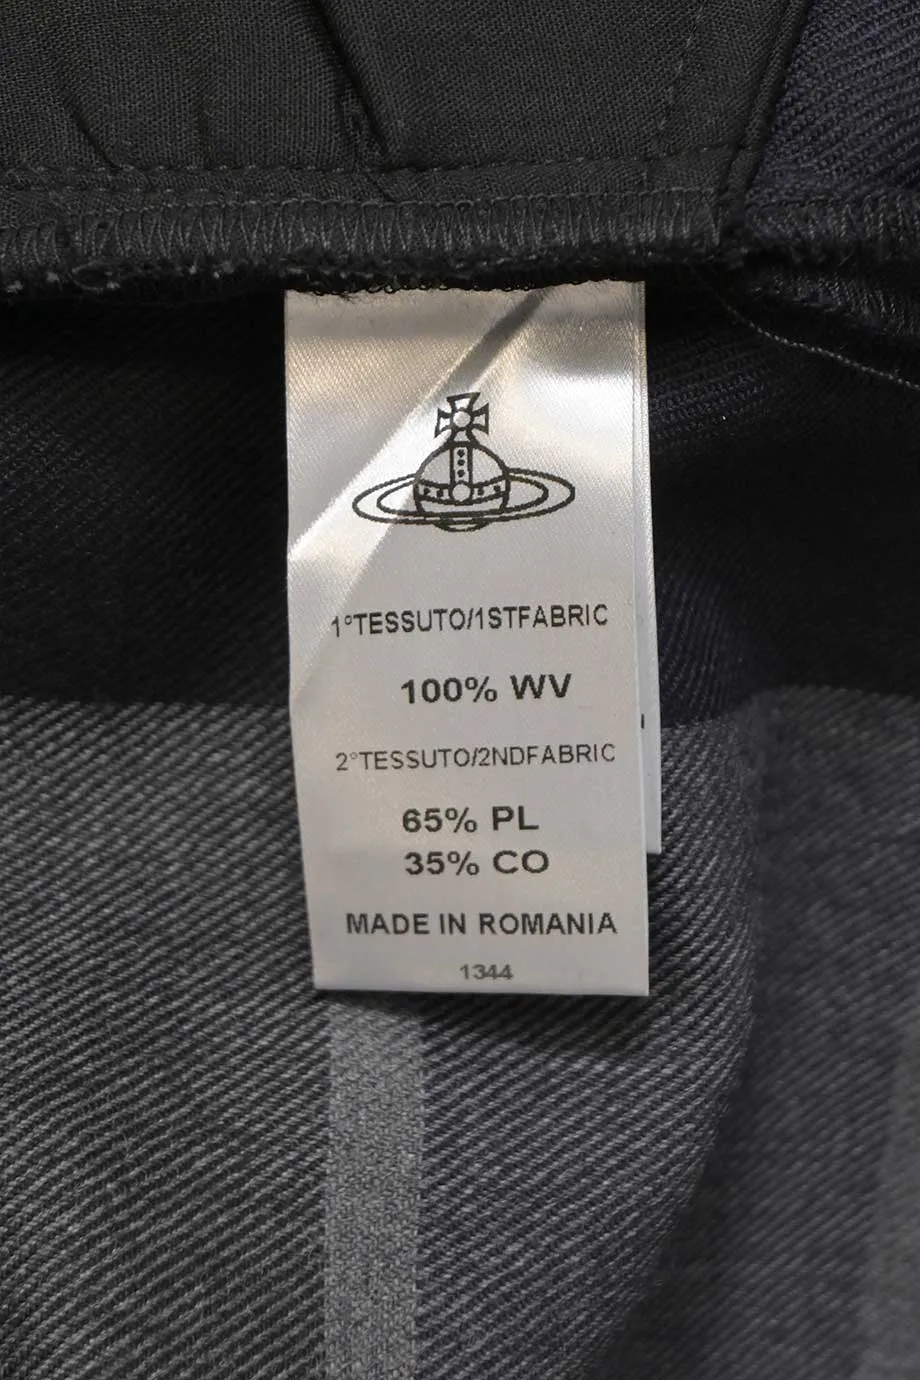 1°TESSUTO/1STFABRIC
100% WV
2°TESSUTO/2NDFABRIC
65% PL
35% CO
MADE IN ROMANIA
1344